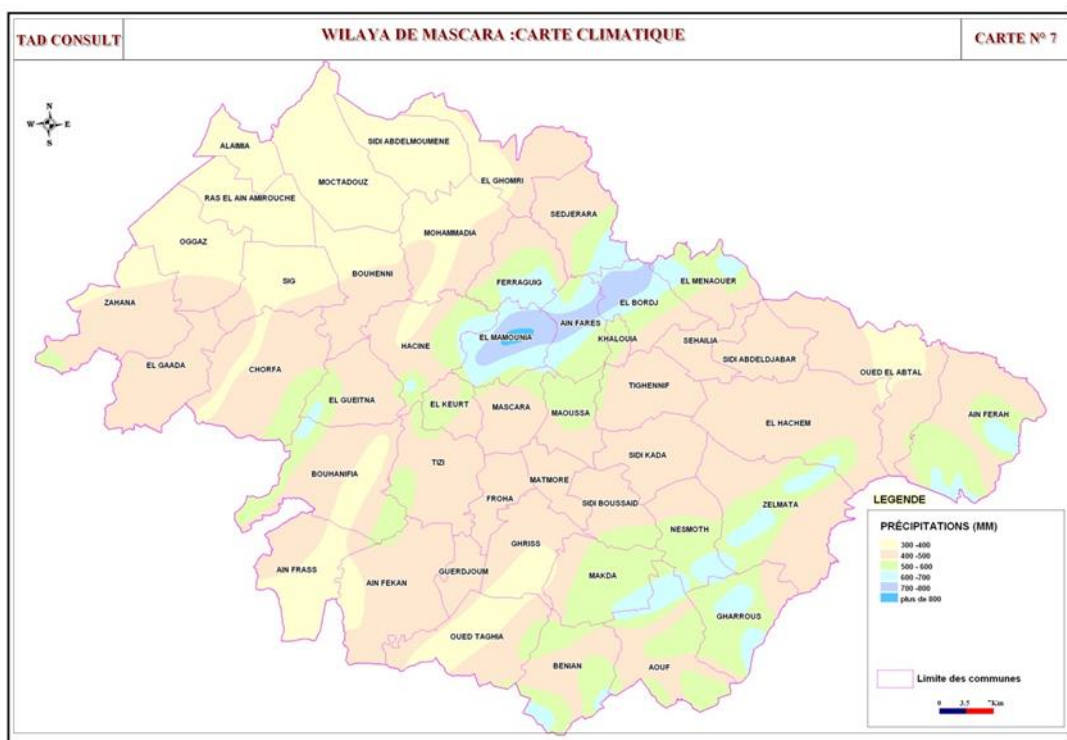 TAD CONSULT
WILAYA DE MASCARA :CARTE CLIMATIQUE
CARTE N° 7
N
W E
S
ALAIMIA
SIDI ABDELMOUMENE
MOCTADOUZ
EL GHOMRI
RAS EL AIN AMIROUCHE
SEDJERARA
MOHAMMADIA
OGGAZ
BOUHENNI
SIG
FERRAGUIG
EL MENAOUER
ZAHANA
EL BORDJ
AIN FARES
EL MAMOUNIA
KHALOUIA
SEHAILIA
HACINE
SIDI ABDELDJABAR
EL GAADA
CHORFA
OUED EL ABTAL
TIGHENNIF
EL GUEITNA
EL KEURT
MASCARA
MAOUSSA
AIN FERAH
EL HACHEM
SIDI KADA
TIZI
BOUHANIFIA
MATMORE
FROHA
SIDI BOUSSAID
ZELMATA
NESMOTH
GHRISS
AIN FRASS
GUERDJOUM
MAKDA
AIN FEKAN
GHARROUS
OUED TAGHIA
BENIAN
AOUF
LEGENDE
PRÉCIPITATIONS (MM)
300 -400
400 -500
500 - 600
600 -700
700 -800
plus de 800
Limite des communes
0 3.5 7Km